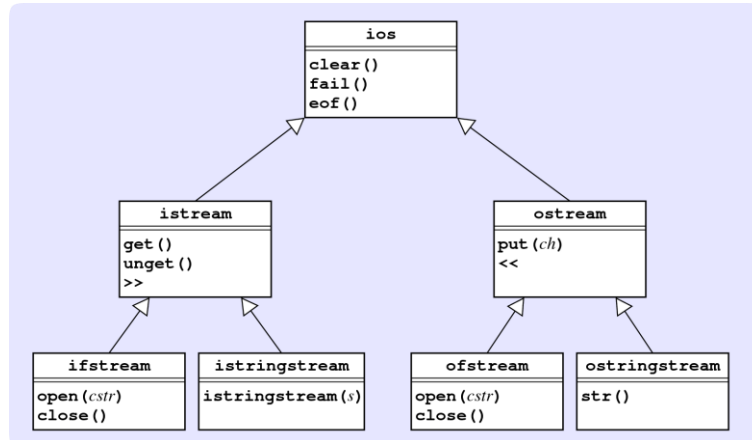 ios
clear()
fail()
eof()
istream
get()
unget()
>>
ostream
put(ch)
<<
ifstream
open(cstr)
close()
istringstream
istringstream(s)
ofstream
open(cstr)
close()
ostringstream
str()